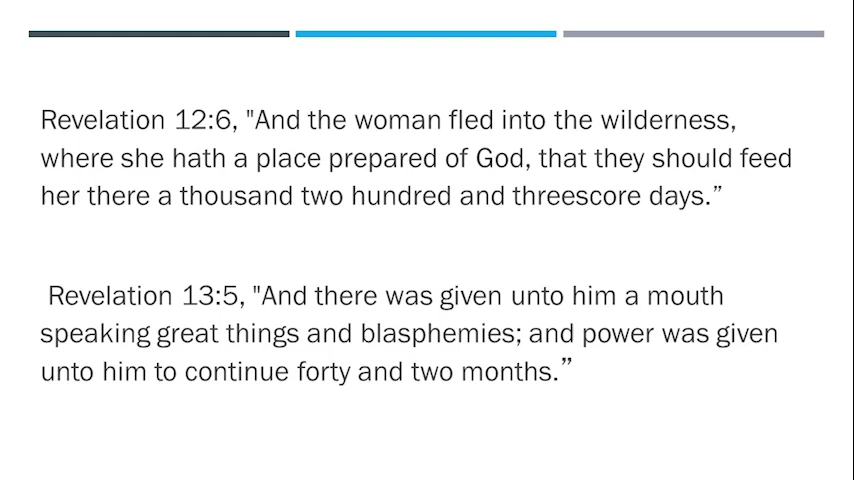 Revelation 12:6, "And the woman fled into the wilderness,
where she hath a place prepared of God, that they should feed
her there a thousand two hundred and threescore days.”
Revelation 13:5, "And there was given unto him a mouth
speaking great things and blasphemies; and power was given
unto him to continue forty and two months.”